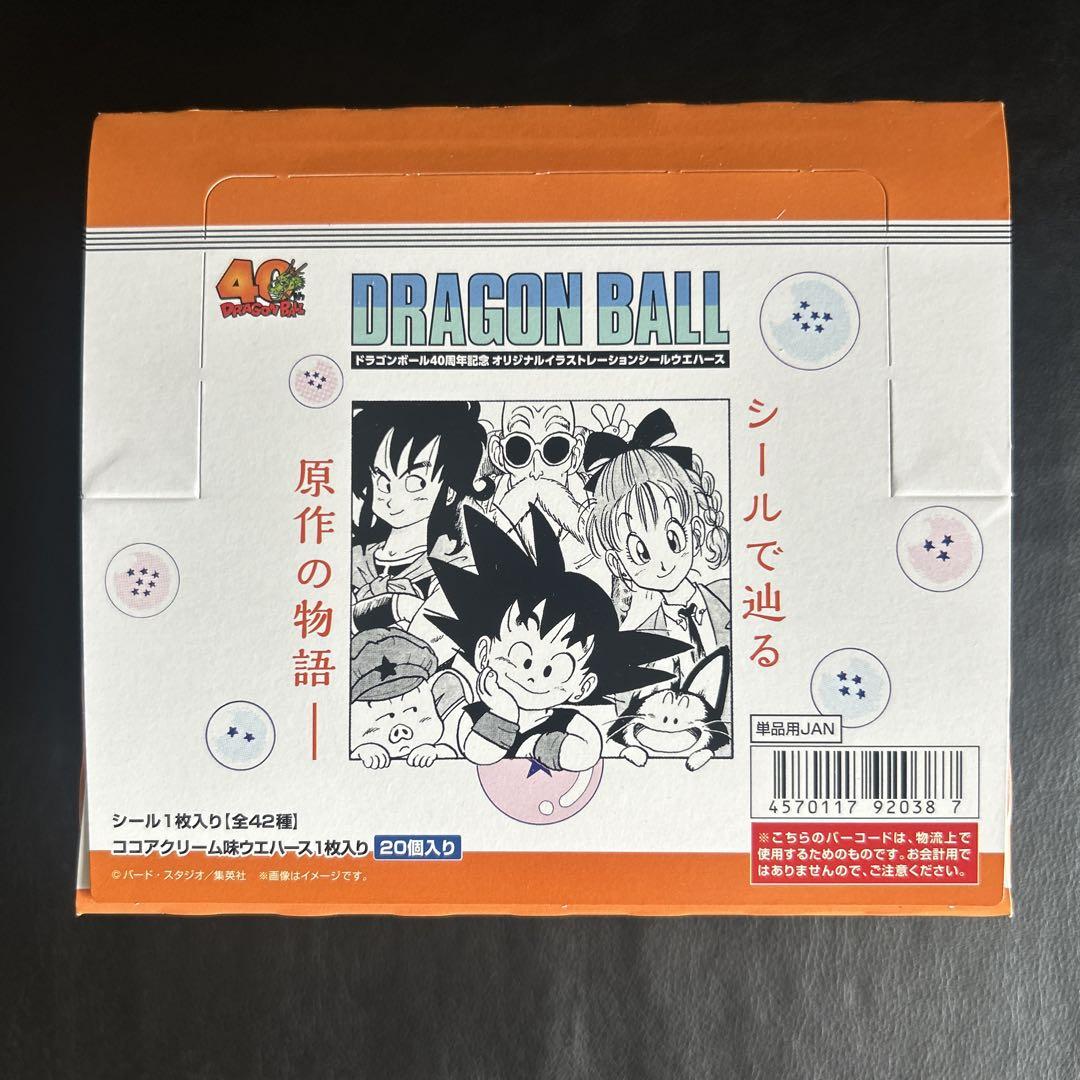 40th
DRAGON BALL
DRAGON BALL
ドラゴンボール40周年記念 オリジナルイラストレーションシールウエハース
シールで辿る
原作の物語——
単品用JAN
4570117 92038 7
※こちらのバーコードは、物流上で
使用するためのものです。お会計用で
はありませんので、ご注意ください。
シール1枚入り【全42種】
ココアクリーム味ウエハース1枚入り 20個入り
©バード・スタジオ/集英社 ※画像はイメージです。